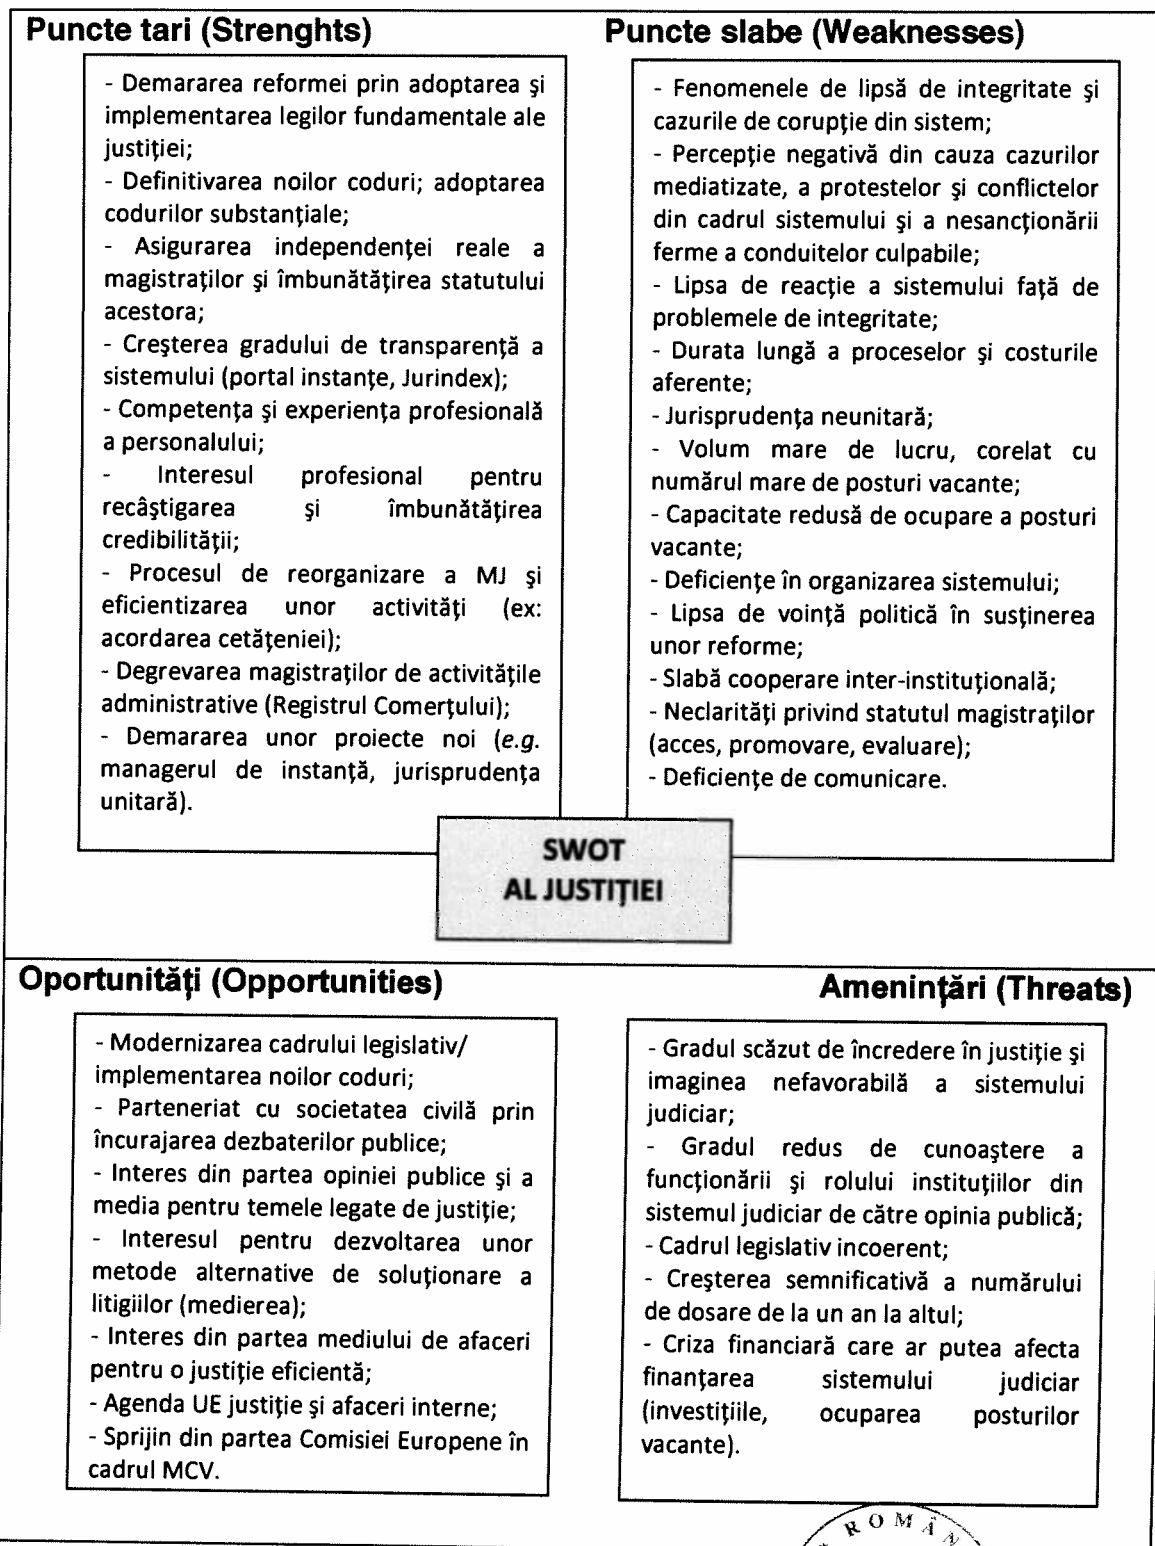 Puncte tari (Strenghts)
- Demararea reformei prin adoptarea şi
implementarea legilor fundamentale ale
justiţiei;
- Definitivarea noilor coduri; adoptarea
codurilor substanţiale;
- Asigurarea independenţei reale a
magistraţilor şi îmbunătăţirea statutului
acestora;
- Creşterea gradului de transparenţă a
sistemului (portal instanţe, Jurindex);
- Competenţa şi experienţa profesională
a personalului;
- Interesul profesional pentru
recâştigarea şi îmbunătăţirea
credibilităţii;
- Procesul de reorganizare a MJ şi
eficientizarea unor activităţi (ex:
acordarea cetăţeniei);
- Degrevarea magistraţilor de activităţile
administrative (Registrul Comerţului);
- Demararea unor proiecte noi (e.g.
managerul de instanţă, jurisprudenţa
unitară).
Puncte slabe (Weaknesses)
- Fenomenele de lipsă de integritate şi
cazurile de corupţie din sistem;
- Percepţie negativă din cauza cazurilor
mediatizate, a protestelor şi conflictelor
din cadrul sistemului şi a nesancţionării
ferme a conduitelor culpabile;
- Lipsa de reacţie a sistemului faţă de
problemele de integritate;
- Durata lungă a proceselor şi costurile
aferente;
- Jurisprudenţa neunitară;
- Volum mare de lucru, corelat cu
numărul mare de posturi vacante;
- Capacitate redusă de ocupare a posturi
vacante;
- Deficienţe în organizarea sistemului;
- Lipsa de voinţă politică în susţinerea
unor reforme;
- Slabă cooperare inter-instituţională;
- Neclarităţi privind statutul magistraţilor
(acces, promovare, evaluare);
- Deficienţe de comunicare.
SWOT
AL JUSTIŢIEI
Oportunităţi (Opportunities)
- Modernizarea cadrului legislativ/
implementarea noilor coduri;
- Parteneriat cu societatea civilă prin
încurajarea dezbaterilor publice;
- Interes din partea opiniei publice şi a
media pentru temele legate de justiţie;
- Interesul pentru dezvoltarea unor
metode alternative de soluţionare a
litigiilor (medierea);
- Interes din partea mediului de afaceri
pentru o justiţie eficientă;
- Agenda UE justiţie şi afaceri interne;
- Sprijin din partea Comisiei Europene în
cadrul MCV.
Ameninţări (Threats)
- Gradul scăzut de încredere în justiţie şi
imaginea nefavorabilă a sistemului
judiciar;
- Gradul redus de cunoaştere a
funcţionării şi rolului instituţiilor din
sistemul judiciar de către opinia publică;
- Cadrul legislativ incoerent;
- Creşterea semnificativă a numărului
de dosare de la un an la altul;
- Criza financiară care ar putea afecta
finanţarea sistemului judiciar
(investiţiile, ocuparea posturilor
vacante).